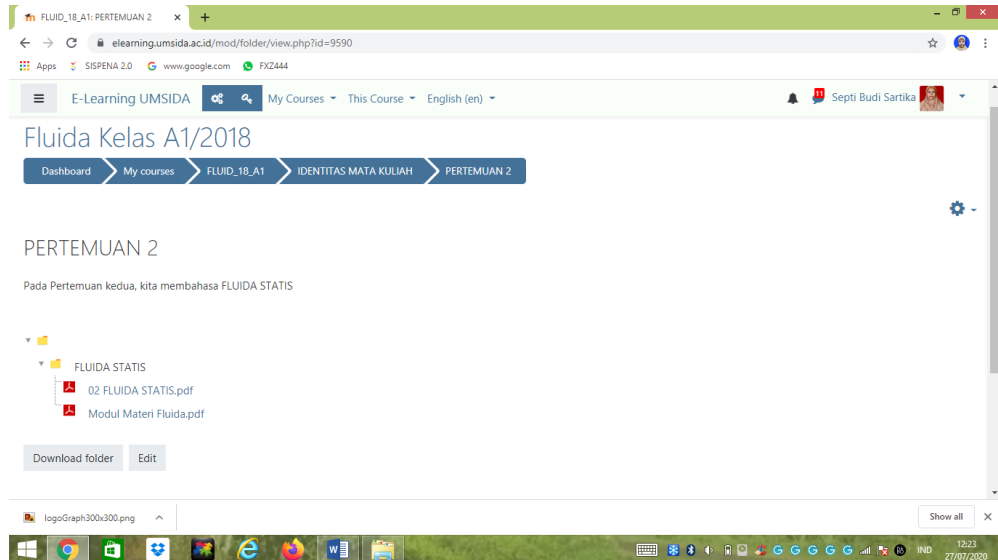 FLUID_18_A1: PERTEMUAN 2
elearning.umsida.ac.id/mod/folder/view.php?id=9590
Apps SISPENA 2.0 G www.google.com FXZ444
E-Learning UMSIDA My Courses This Course English (en) 11 Septi Budi Sartika
Fluida Kelas A1/2018
Dashboard My courses FLUID_18_A1 IDENTITAS MATA KULIAH PERTEMUAN 2
PERTEMUAN 2
Pada Pertemuan kedua, kita membahasa FLUIDA STATIS
FLUIDA STATIS
02 FLUIDA STATIS.pdf
Modul Materi Fluida.pdf
Download folder Edit
logoGraph300x300.png Show all
IND 12:23
27/07/2020